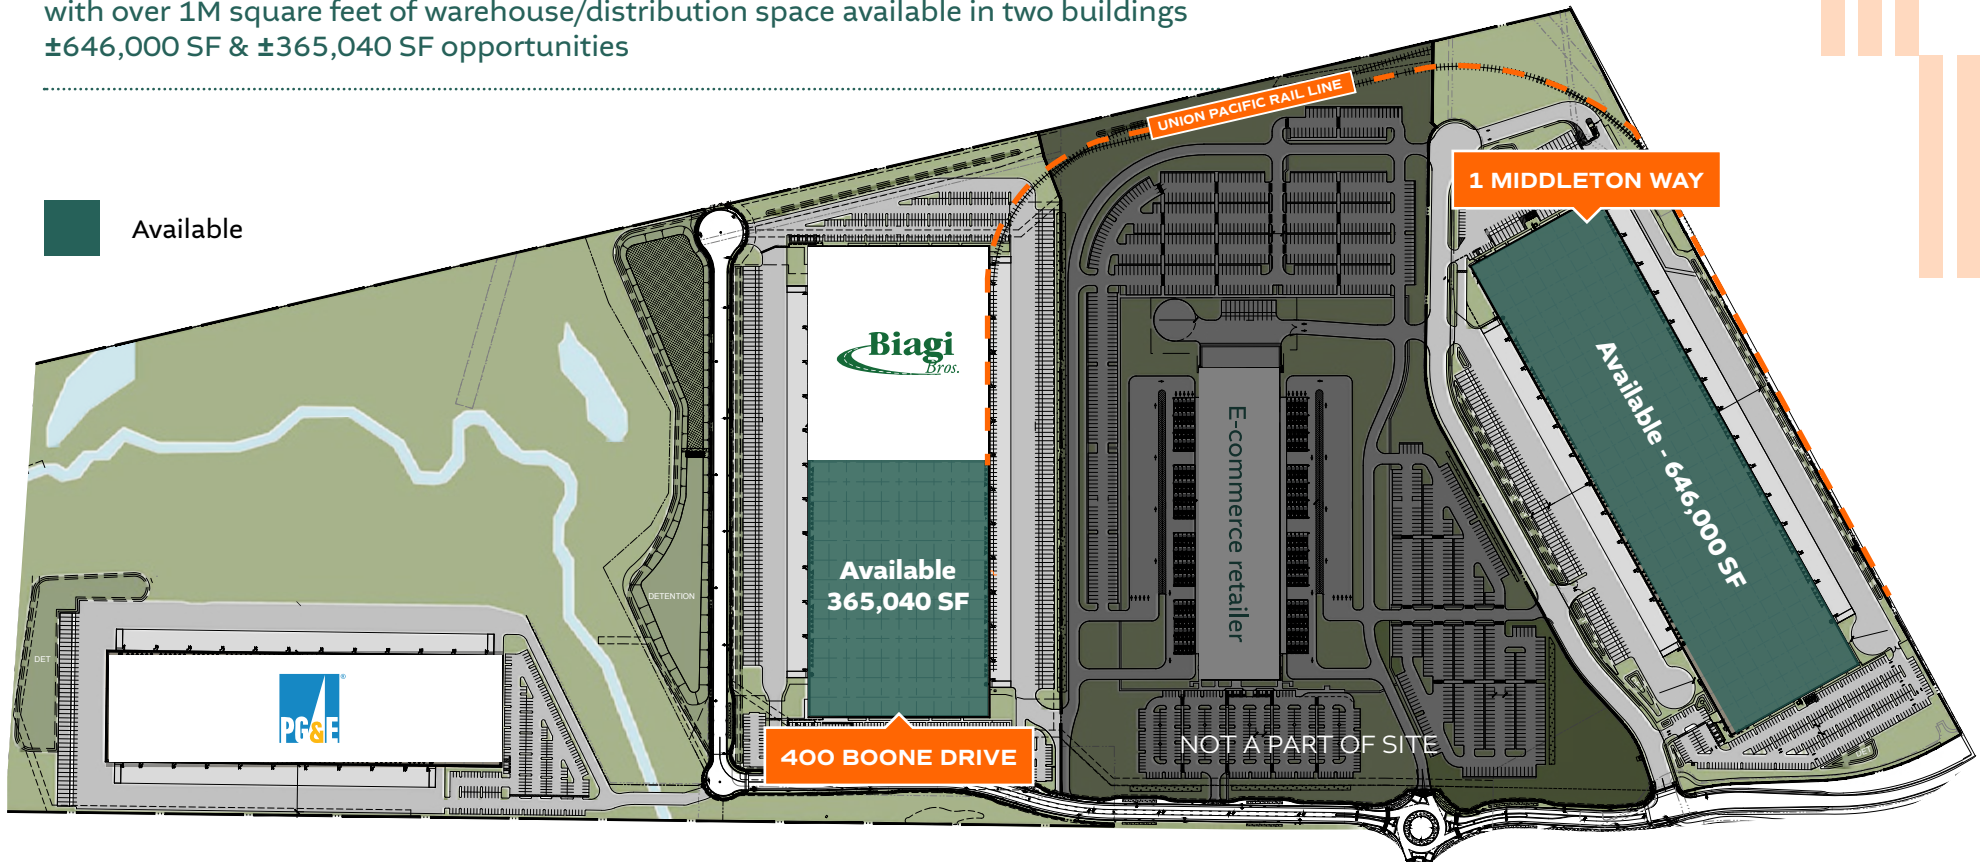 with over 1M square feet of warehouse/distribution space available in two buildings
±646,000 SF & ±365,040 SF opportunities
Available
UNION PACIFIC RAIL LINE
1 MIDDLETON WAY
Biagi
Bros.
Available - 646,000 SF
E-commerce retailer
Available
365,040 SF
DETENTION
DET
PG&E
®
400 BOONE DRIVE
NOT A PART OF SITE